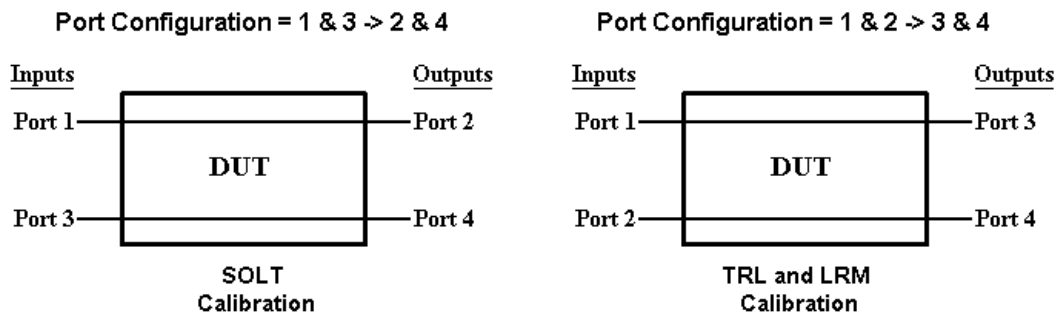 Port Configuration = 1 & 3 -> 2 & 4
Inputs Outputs
Port 1 Port 2
DUT
Port 3 Port 4
SOLT
Calibration
Port Configuration = 1 & 2 -> 3 & 4
Inputs Outputs
Port 1 Port 3
DUT
Port 2 Port 4
TRL and LRM
Calibration